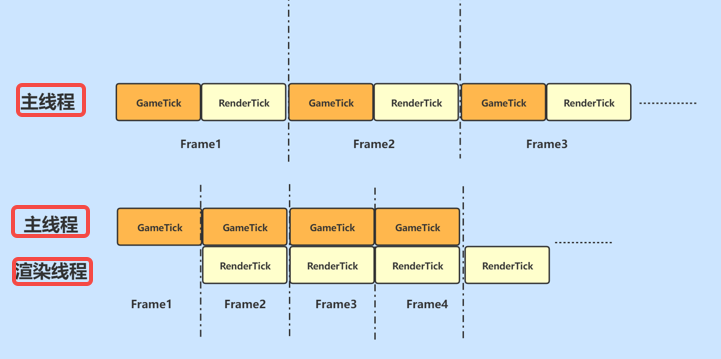 主线程 GameTick RenderTick GameTick RenderTick GameTick RenderTick
Frame1 Frame2 Frame3
主线程 GameTick GameTick GameTick GameTick
渲染线程 RenderTick RenderTick RenderTick RenderTick
Frame1 Frame2 Frame3 Frame4